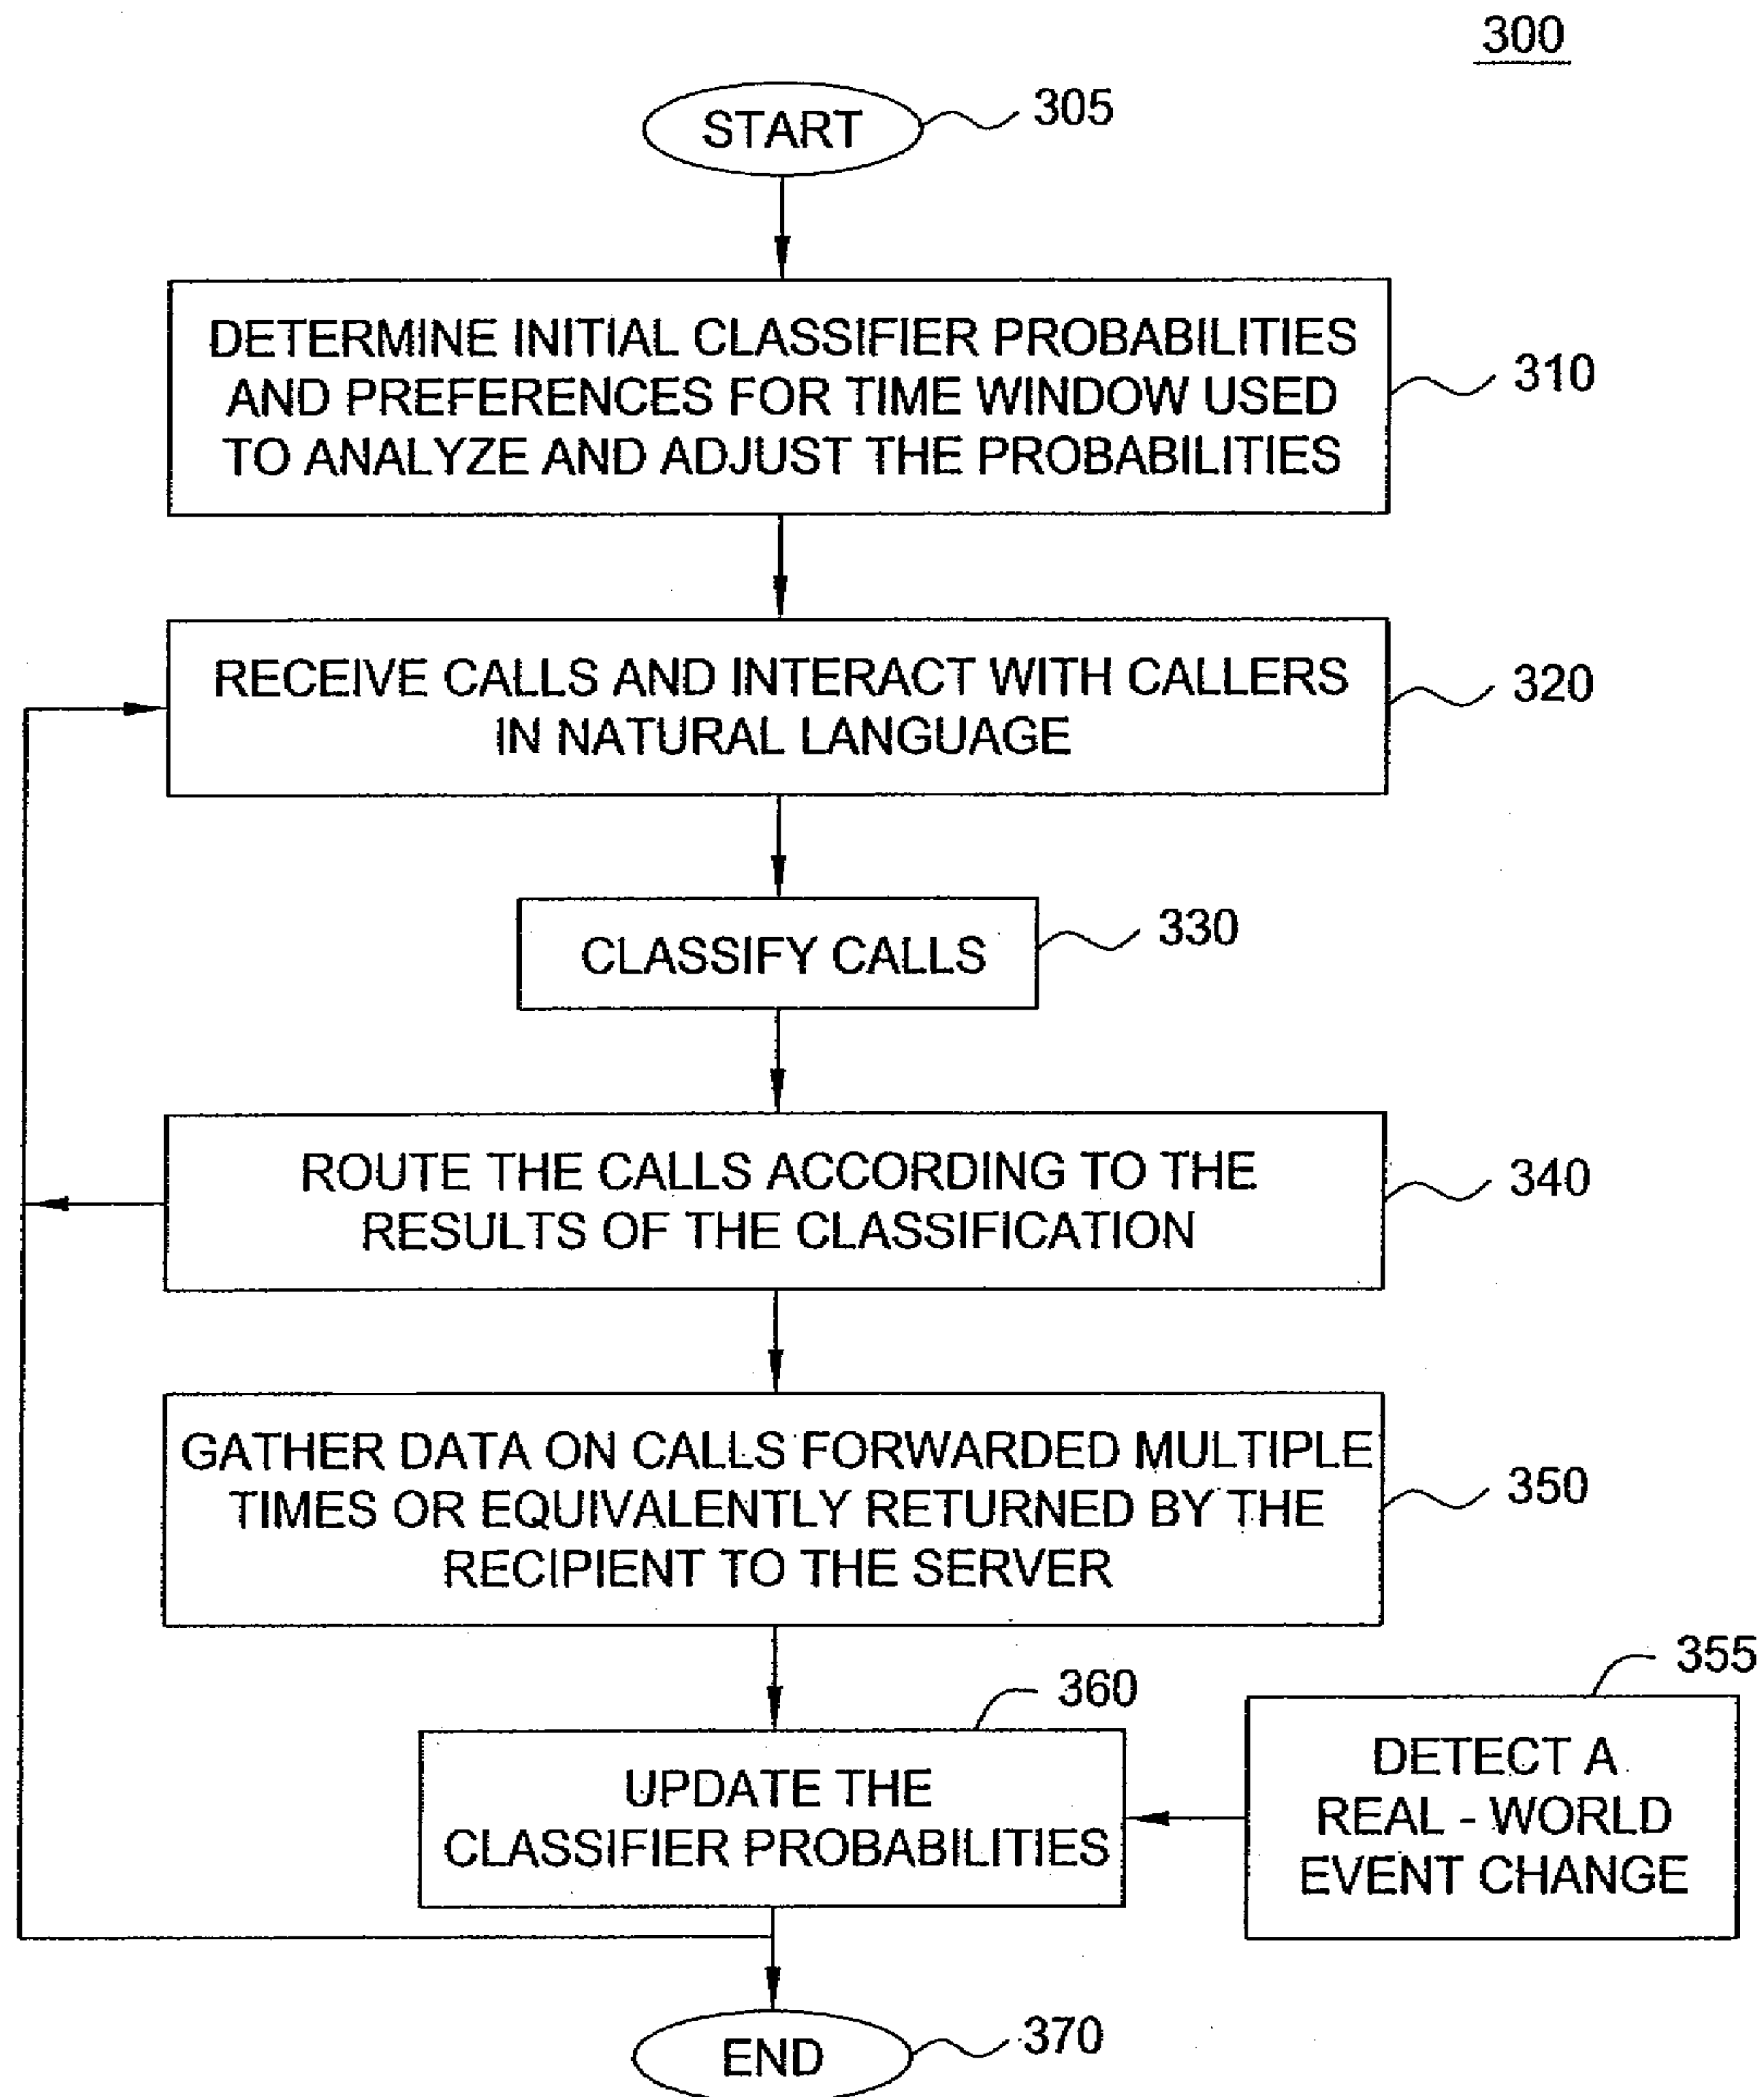 300
START
305
DETERMINE INITIAL CLASSIFIER PROBABILITIES
AND PREFERENCES FOR TIME WINDOW USED
TO ANALYZE AND ADJUST THE PROBABILITIES
310
RECEIVE CALLS AND INTERACT WITH CALLERS
IN NATURAL LANGUAGE
320
CLASSIFY CALLS
330
ROUTE THE CALLS ACCORDING TO THE
RESULTS OF THE CLASSIFICATION
340
GATHER DATA ON CALLS FORWARDED MULTIPLE
TIMES OR EQUIVALENTLY RETURNED BY THE
RECIPIENT TO THE SERVER
350
UPDATE THE
CLASSIFIER PROBABILITIES
360
DETECT A
REAL - WORLD
EVENT CHANGE
355
END
370